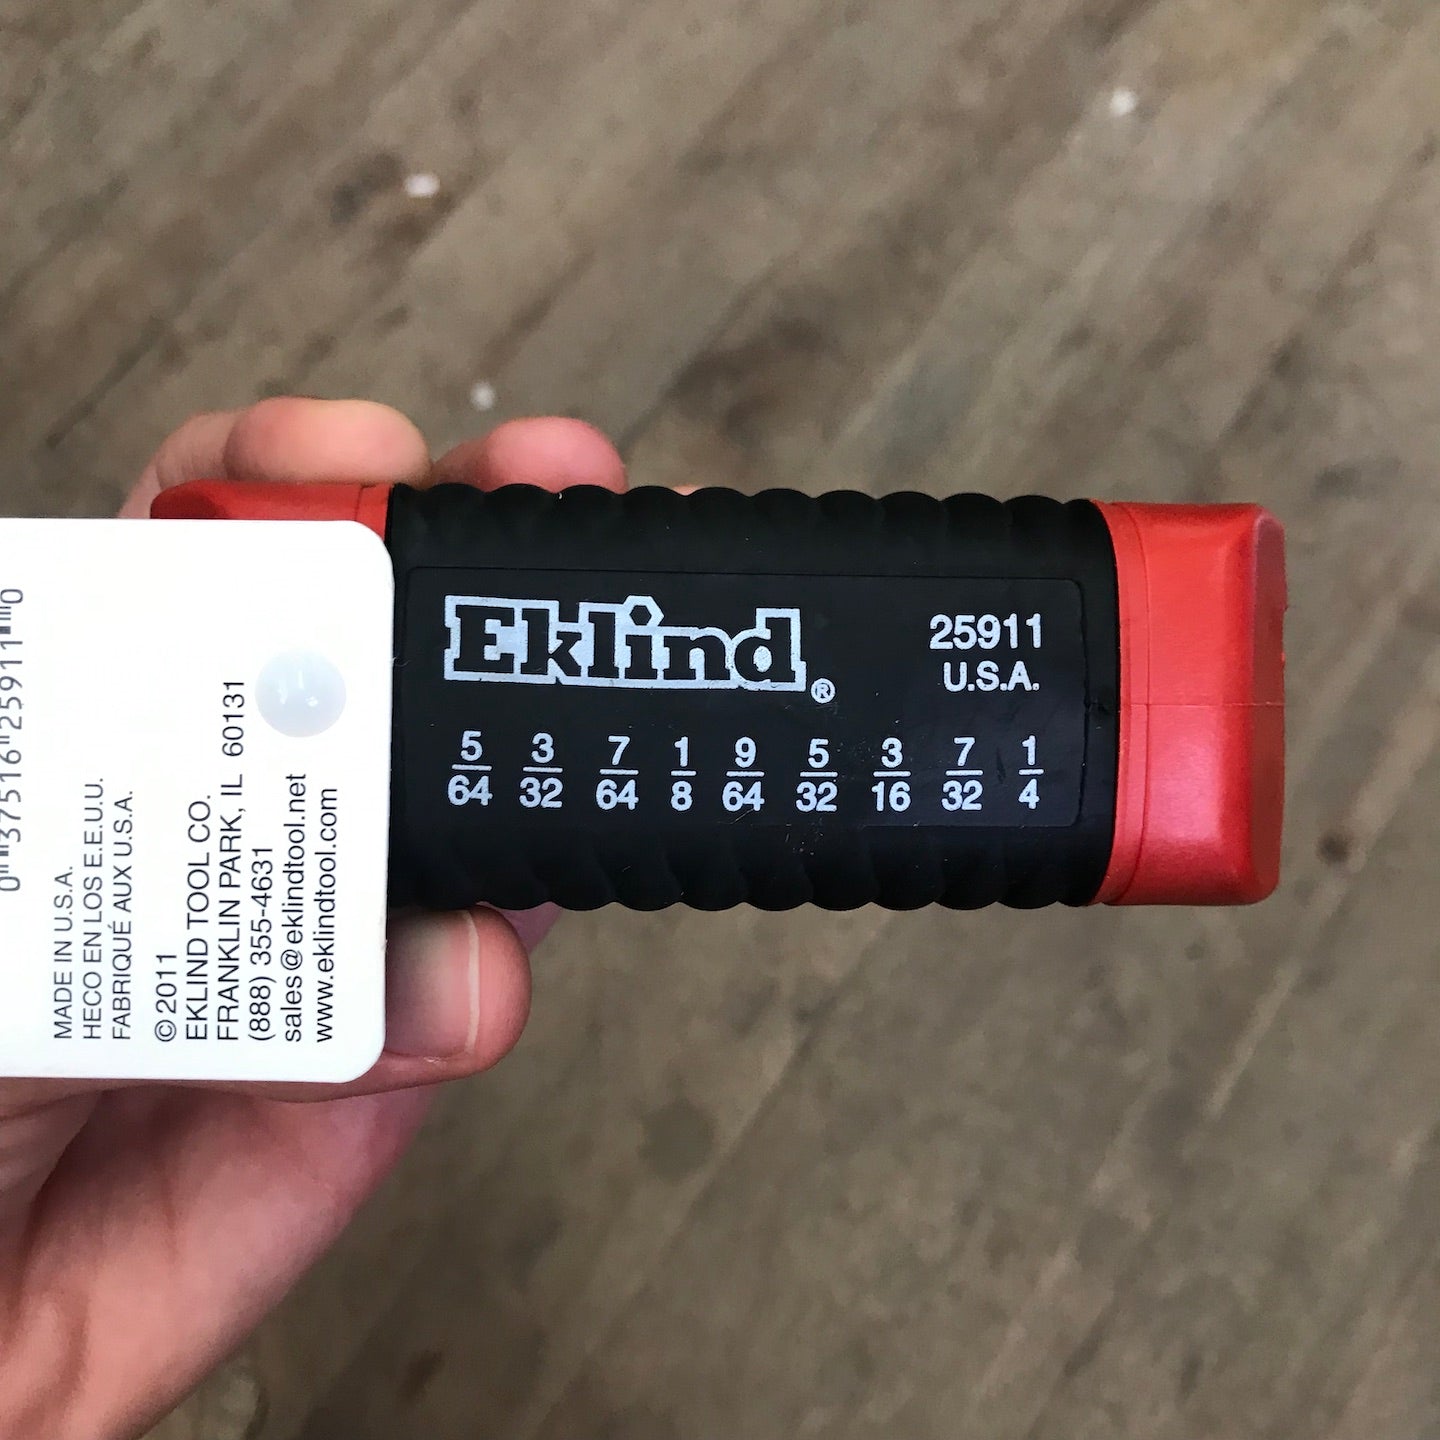 Eklind®
25911
U.S.A.
5/64 3/32 7/64 1/8 9/64 5/32 3/16 7/32 1/4
0 37516 25911 0
MADE IN U.S.A.
HECO EN LOS E.E.U.U.
FABRIQUÉ AUX U.S.A.
©2011
EKLIND TOOL CO.
FRANKLIN PARK, IL 60131
(888) 355-4631
sales@eklindtool.net
www.eklindtool.com